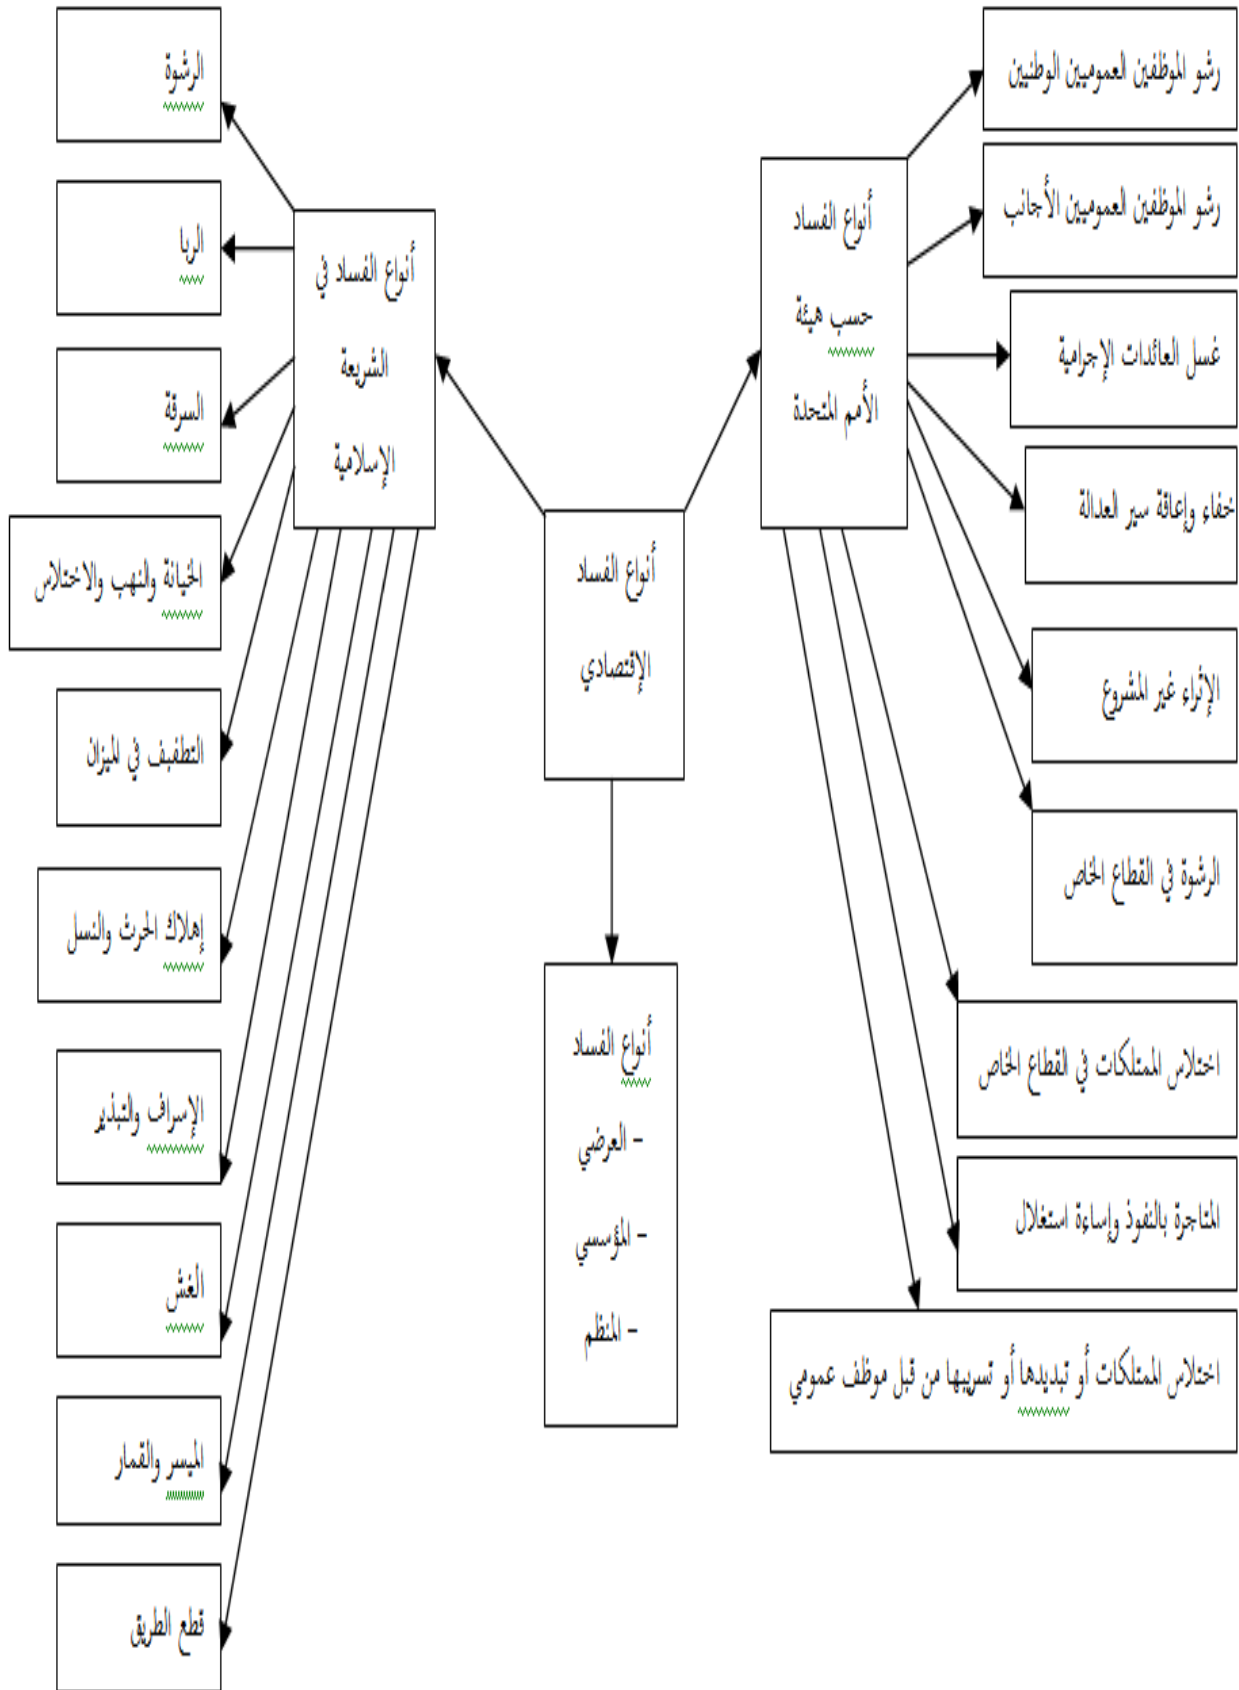 أنواع الفساد
الإقتصادي
أنواع الفساد
حسب هيئة
الأمم المتحدة
رشو الموظفين العموميين الوطنيين
رشو الموظفين العموميين الأجانب
غسل العائدات الإجرامية
خفاء وإعاقة سير العدالة
الإثراء غير المشروع
الرشوة في القطاع الخاص
اختلاس الممتلكات في القطاع الخاص
المتاجرة بالنفوذ وإساءة استغلال
اختلاس الممتلكات أو تبديدها أو تسريبها من قبل موظف عمومي
أنواع الفساد
- العرضي
- المؤسسي
- المنظم
أنواع الفساد في
الشريعة
الإسلامية
الرشوة
الربا
السرقة
الخيانة والنهب والاختلاس
التطفيف في الميزان
إهلاك الحرث والنسل
الإسراف والتبذير
الغش
الميسر والقمار
قطع الطريق